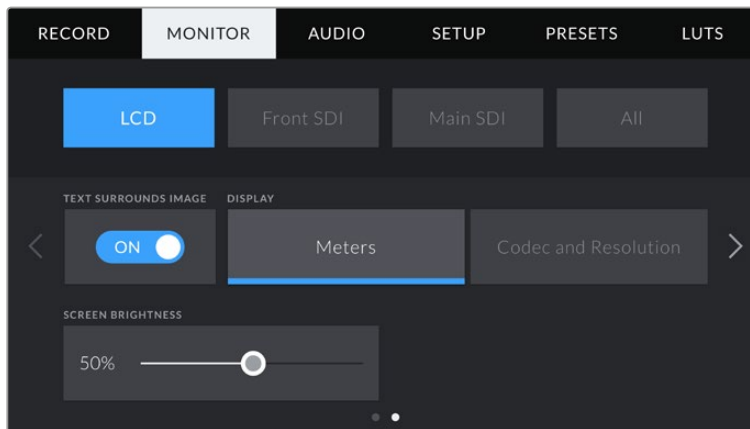 RECORD MONITOR AUDIO SETUP PRESETS LUTS
LCD Front SDI Main SDI All
TEXT SURROUNDS IMAGE DISPLAY
ON Meters Codec and Resolution
SCREEN BRIGHTNESS
50%